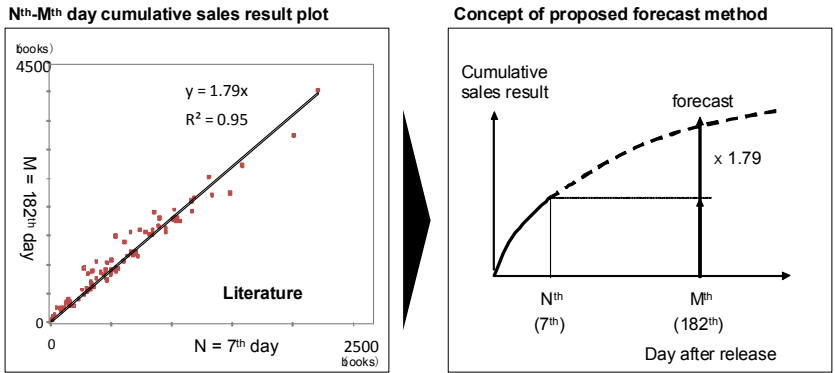 Nth-Mth day cumulative sales result plot
books)
4500
y = 1.79x
R² = 0.95
M = 182th day
Literature
0
0
N = 7th day
2500
books)
Concept of proposed forecast method
Cumulative
sales result
forecast
x 1.79
Nth
Mth
(7th)
(182th)
Day after release